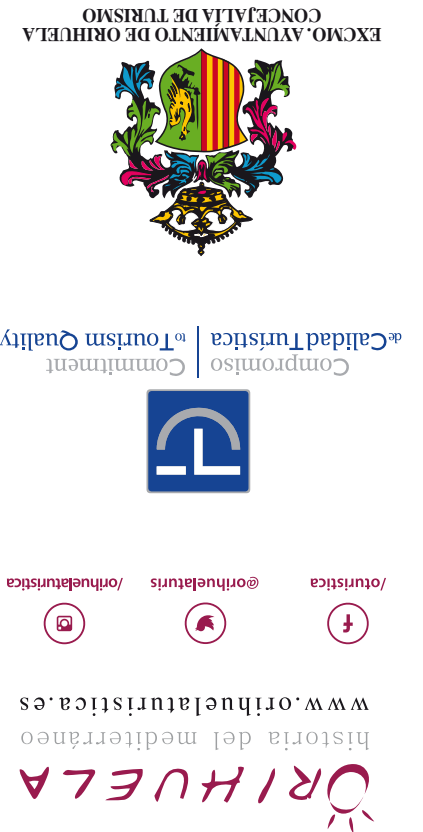 ORIHUELA
historia del mediterráneo
www.orihuelaturistica.es
/oturistica
@orihuelaturis
/orihuelaturistica
Compromiso
de Calidad Turística
Commitment
to Tourism Quality
EXCMO. AYUNTAMIENTO DE ORIHUELA
CONCEJALÍA DE TURISMO